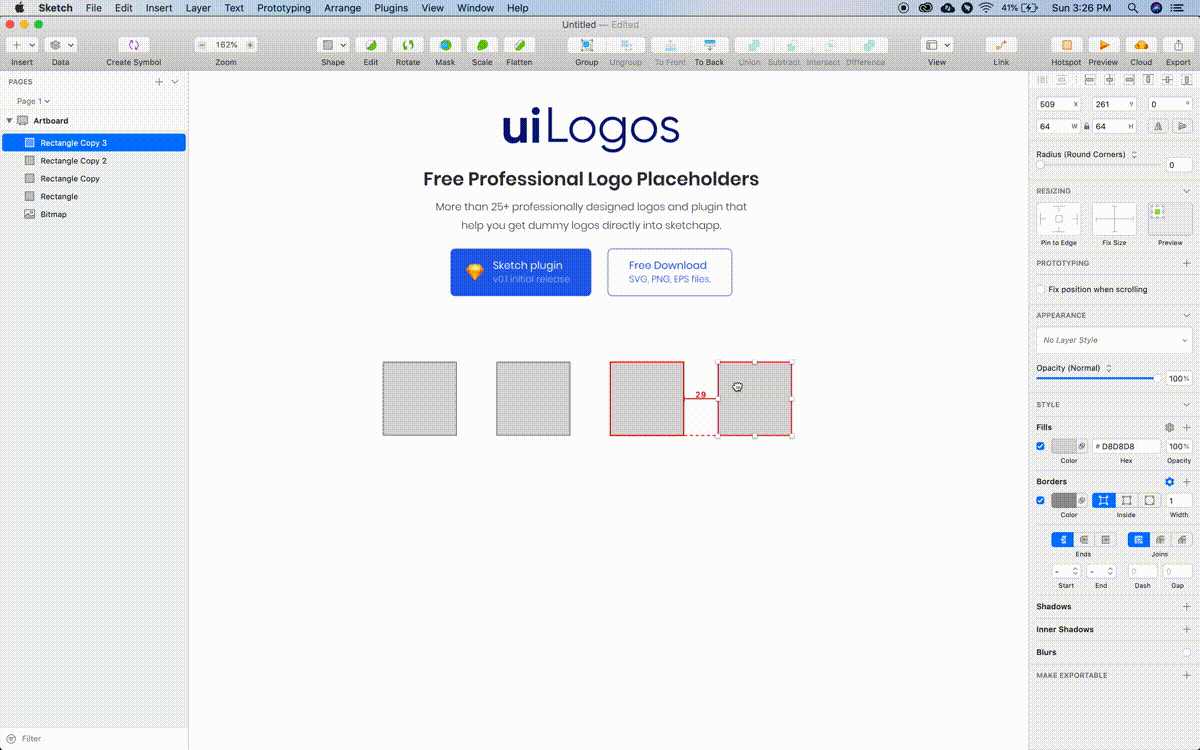 Sketch File Edit Insert Layer Text Prototyping Arrange Plugins View Window Help 41% Sun 3:26 PM
Untitled — Edited
162%
Insert Data Create Symbol Zoom Shape Edit Rotate Mask Scale Flatten Group Ungroup To Front To Back Union Subtract Intersect Difference View Link Hotspot Preview Cloud Export
PAGES
Page 1
Artboard
Rectangle Copy 3
Rectangle Copy 2
Rectangle Copy
Rectangle
Bitmap
Filter
uiLogos
Free Professional Logo Placeholders
More than 25+ professionally designed logos and plugin that
help you get dummy logos directly into sketchapp.
Sketch plugin
v0.1 initial release
Free Download
SVG, PNG, EPS files.
29
509 X 261 Y 0 °
64 W 64 H
Radius (Round Corners)
0
RESIZING
Pin to Edge Fix Size Preview
PROTOTYPING
Fix position when scrolling
APPEARANCE
No Layer Style
Opacity (Normal)
100%
STYLE
Fills
# D8D8D8 100%
Color Hex Opacity
Borders
1
Color Inside Width
Ends Joins
- - 0 0
Start End Dash Gap
Shadows
Inner Shadows
Blurs
MAKE EXPORTABLE